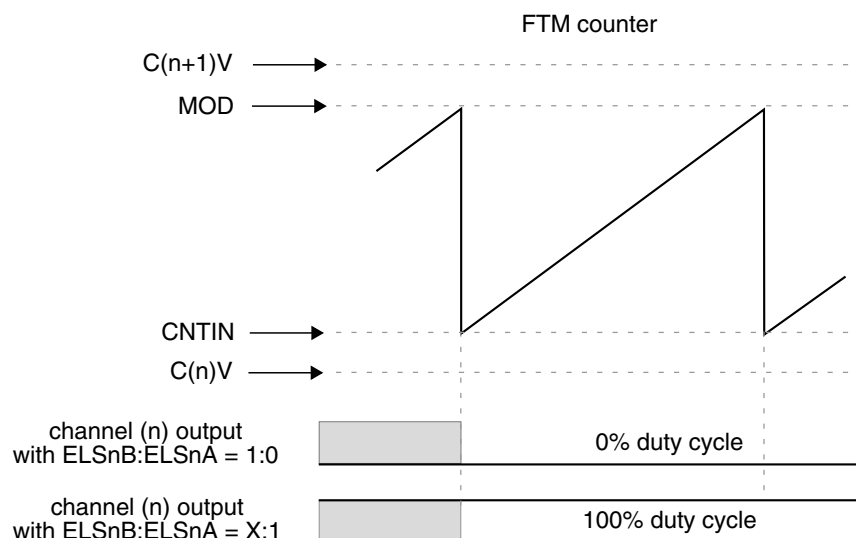 FTM counter
C(n+1)V
MOD
CNTIN
C(n)V
channel (n) output
with ELSnB:ELSnA = 1:0
0% duty cycle
channel (n) output
with ELSnB:ELSnA = X:1
100% duty cycle